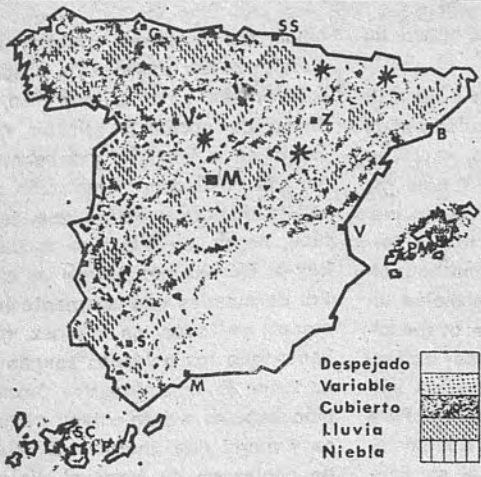 C
G
SS
V
Z
B
M
V
PM
S
M
SC
LP
Despejado
Variable
Cubierto
Lluvia
Niebla